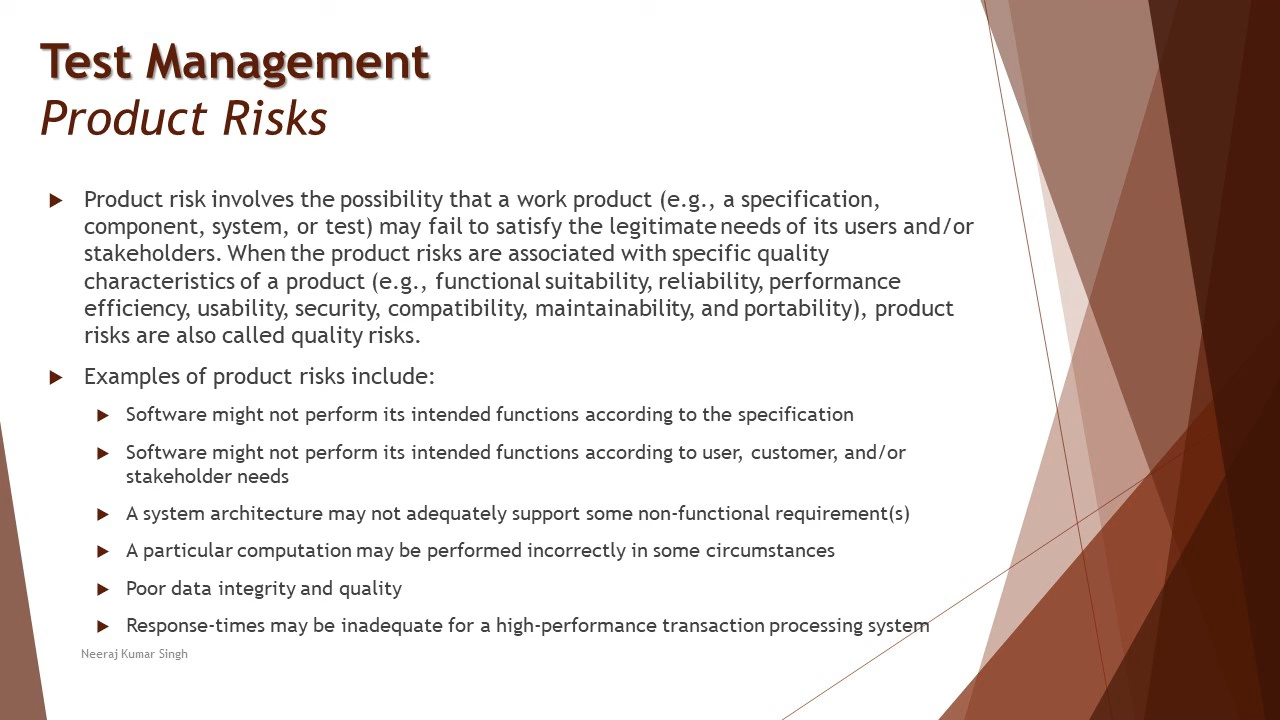 Test Management
Product Risks
Product risk involves the possibility that a work product (e.g., a specification,
component, system, or test) may fail to satisfy the legitimate needs of its users and/or
stakeholders. When the product risks are associated with specific quality
characteristics of a product (e.g., functional suitability, reliability, performance
efficiency, usability, security, compatibility, maintainability, and portability), product
risks are also called quality risks.
Examples of product risks include:
Software might not perform its intended functions according to the specification
Software might not perform its intended functions according to user, customer, and/or
stakeholder needs
A system architecture may not adequately support some non-functional requirement(s)
A particular computation may be performed incorrectly in some circumstances
Poor data integrity and quality
Response-times may be inadequate for a high-performance transaction processing system
Neeraj Kumar Singh